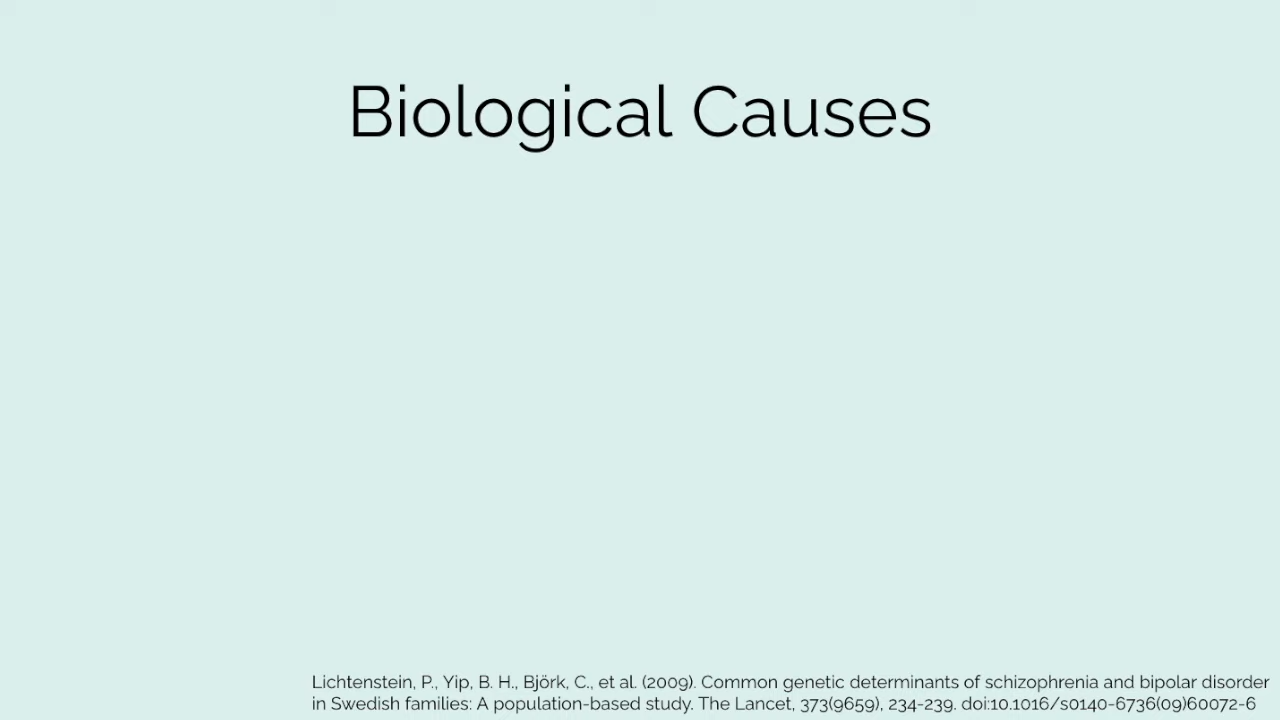 Biological Causes
Lichtenstein, P., Yip, B. H., Björk, C., et al. (2009). Common genetic determinants of schizophrenia and bipolar disorder
in Swedish families: A population-based study. The Lancet, 373(9659), 234-239. doi:10.1016/s0140-6736(09)60072-6